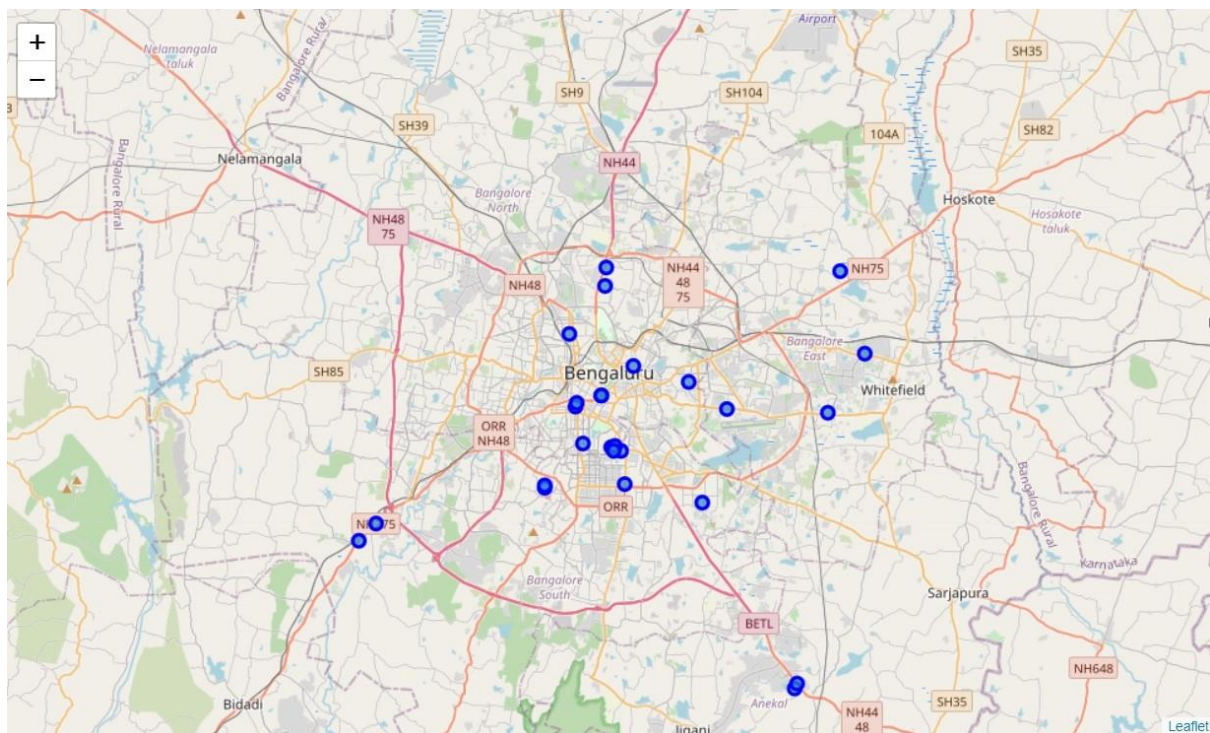 +
−
Nelamangala
taluk
Bangalore Rural
Bangalore Rural
Airport
SH9
SH104
SH35
SH39
104A
SH82
Nelamangala
NH44
Hoskote
Bangalore
North
Hosakote
taluk
NH48
75
NH48
NH44
48
75
NH75
Bangalore
East
SH85
Bengaluru
Whitefield
ORR
NH48
ORR
Bangalore Rural
Karnataka
Bangalore
South
Sarjapura
BETL
NH648
Bidadi
Anekal
SH35
NH44
48
Jigani
Leaflet